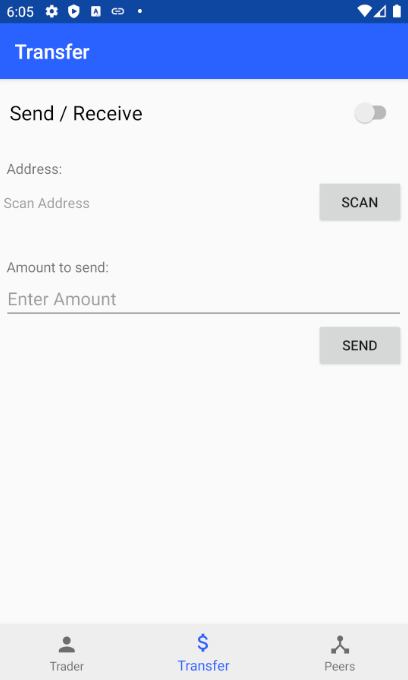 6:05
Transfer
Send / Receive
Address:
Scan Address
SCAN
Amount to send:
Enter Amount
SEND
Trader
Transfer
Peers